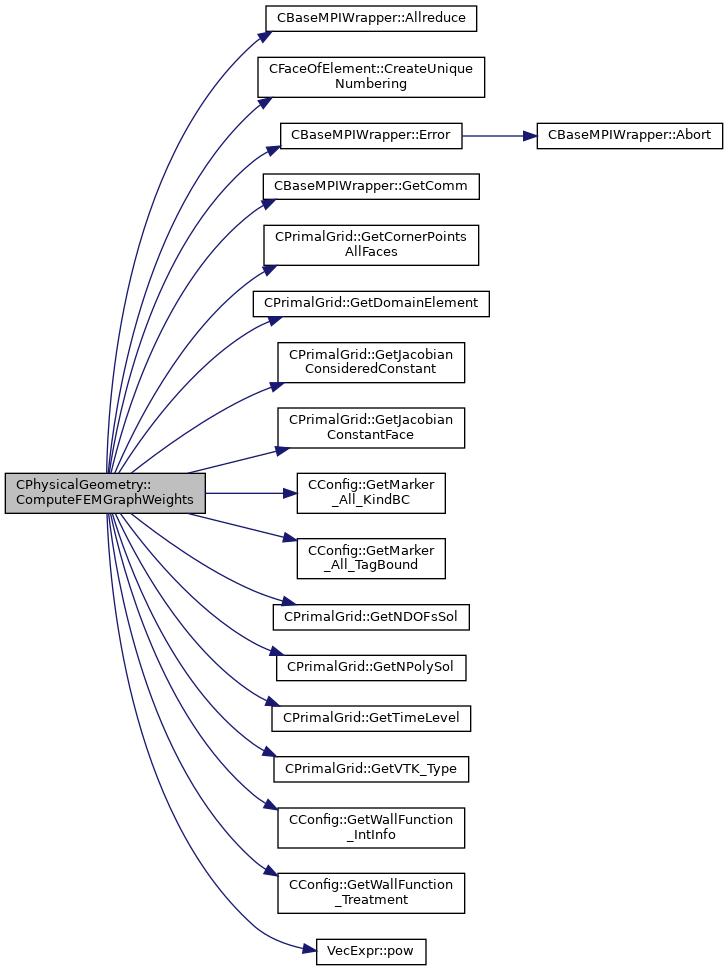 CBaseMPIWrapper::Allreduce
CFaceOfElement::CreateUnique
Numbering
CBaseMPIWrapper::Error
CBaseMPIWrapper::Abort
CBaseMPIWrapper::GetComm
CPrimalGrid::GetCornerPoints
AllFaces
CPrimalGrid::GetDomainElement
CPrimalGrid::GetJacobian
ConsideredConstant
CPrimalGrid::GetJacobian
ConstantFace
CPhysicalGeometry::
ComputeFEMGraphWeights
CConfig::GetMarker
_All_KindBC
CConfig::GetMarker
_All_TagBound
CPrimalGrid::GetNDOFsSol
CPrimalGrid::GetNPolySol
CPrimalGrid::GetTimeLevel
CPrimalGrid::GetVTK_Type
CConfig::GetWallFunction
_IntInfo
CConfig::GetWallFunction
_Treatment
VecExpr::pow